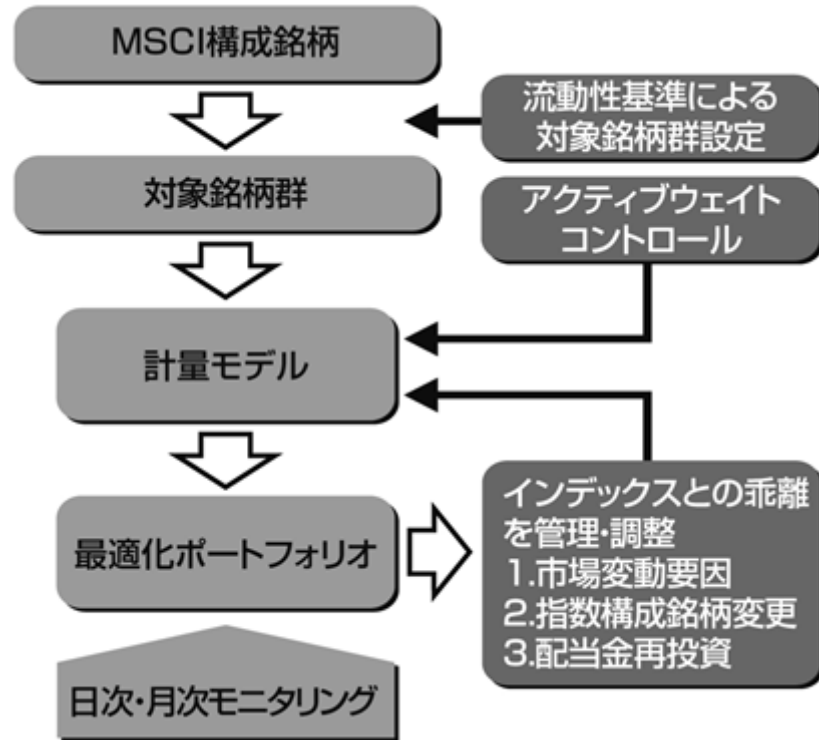 MSCI構成銘柄
流動性基準による
対象銘柄群設定
対象銘柄群
アクティブウェイト
コントロール
計量モデル
最適化ポートフォリオ
インデックスとの乖離
を管理・調整
1.市場変動要因
2.指数構成銘柄変更
3.配当金再投資
日次・月次モニタリング